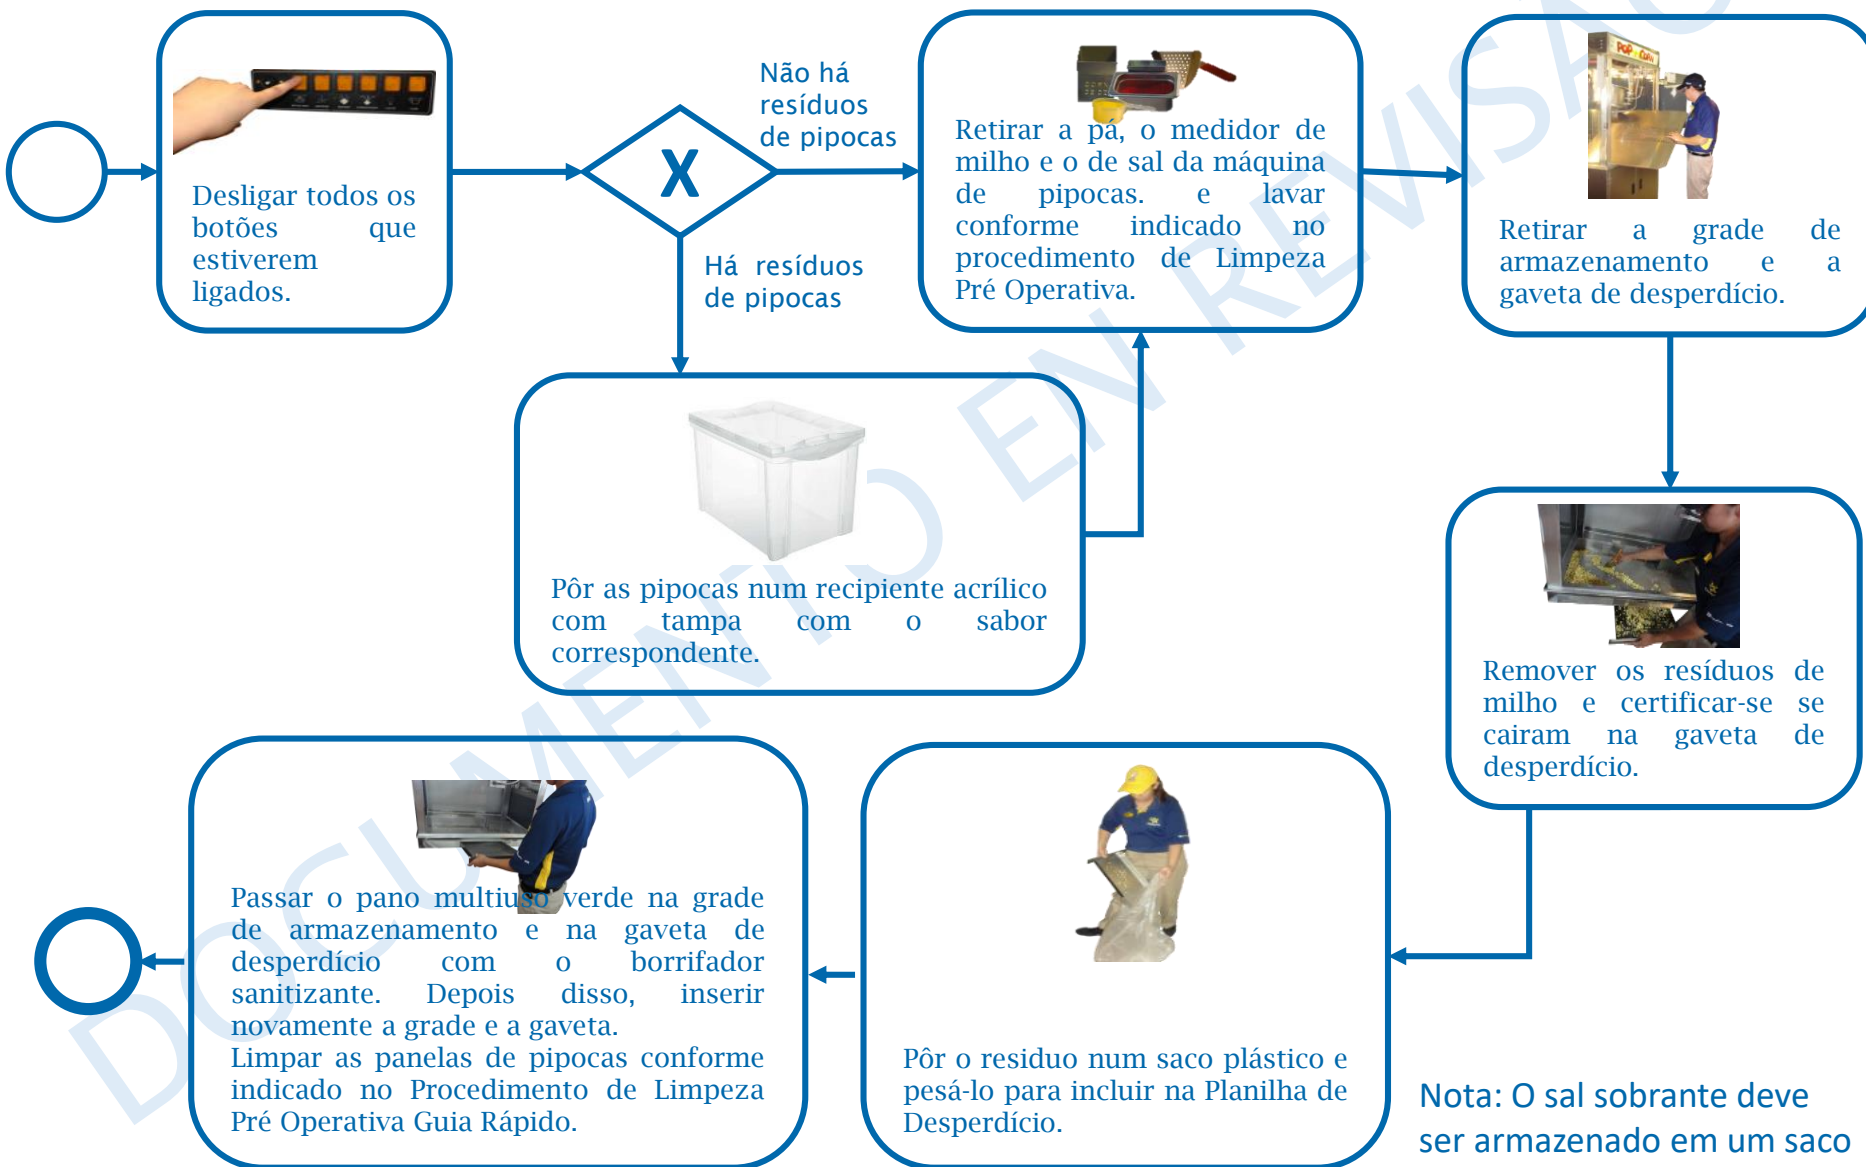 Desligar todos os
botões que
estiverem
ligados.
X
Não há
resíduos
de pipocas
Há resíduos
de pipocas
Retirar a pá, o medidor de
milho e o de sal da máquina
de pipocas. e lavar
conforme indicado no
procedimento de Limpeza
Pré Operativa.
POP CORN
Retirar a grade de
armazenamento e a
gaveta de desperdício.
Pôr as pipocas num recipiente acrílico
com tampa com o sabor
correspondente.
Remover os resíduos de
milho e certificar-se se
cairam na gaveta de
desperdício.
Pôr o residuo num saco plástico e
pesá-lo para incluir na Planilha de
Desperdício.
Passar o pano multiuso verde na grade
de armazenamento e na gaveta de
desperdício com o borrifador
sanitizante. Depois disso, inserir
novamente a grade e a gaveta.
Limpar as panelas de pipocas conforme
indicado no Procedimento de Limpeza
Pré Operativa Guia Rápido.
Nota: O sal sobrante deve
ser armazenado em um saco
DOCUMENTO EN REVISA